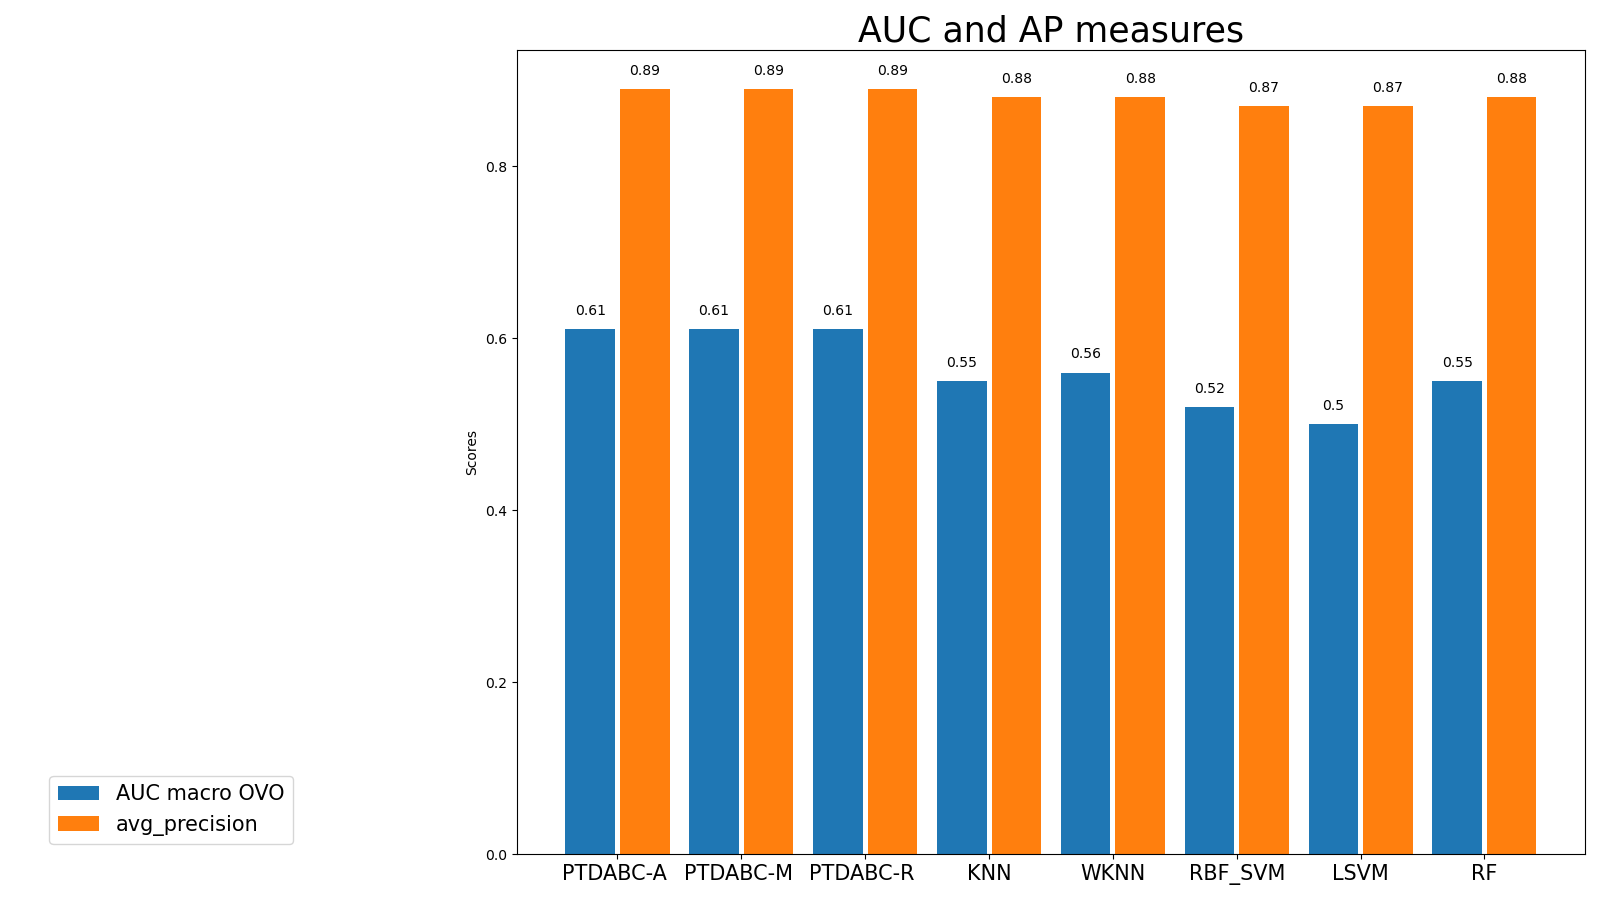 AUC and AP measures
0.89 0.89 0.89 0.88 0.88 0.87 0.87 0.88
0.8
0.61 0.61 0.61 0.55 0.56 0.52 0.5 0.55
0.6
Scores
0.4
0.2
0.0
AUC macro OVO
avg_precision
PTDABC-A PTDABC-M PTDABC-R KNN WKNN RBF_SVM LSVM RF